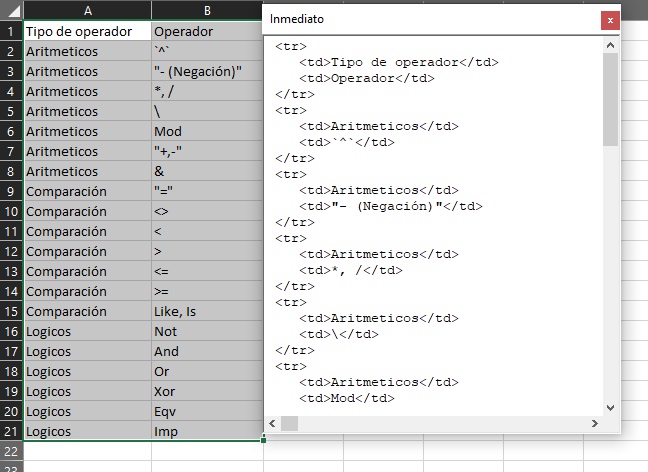 A B
1 Tipo de operador Operador
2 Aritmeticos `^`
3 Aritmeticos "- (Negación)"
4 Aritmeticos *, /
5 Aritmeticos \
6 Aritmeticos Mod
7 Aritmeticos "+,-"
8 Aritmeticos &
9 Comparación "="
10 Comparación <>
11 Comparación <
12 Comparación >
13 Comparación <=
14 Comparación >=
15 Comparación Like, Is
16 Logicos Not
17 Logicos And
18 Logicos Or
19 Logicos Xor
20 Logicos Eqv
21 Logicos Imp
22
23
Inmediato x
<tr>
<td>Tipo de operador</td>
<td>Operador</td>
</tr>
<tr>
<td>Aritmeticos</td>
<td>`^`</td>
</tr>
<tr>
<td>Aritmeticos</td>
<td>"- (Negación)"</td>
</tr>
<tr>
<td>Aritmeticos</td>
<td>*, /</td>
</tr>
<tr>
<td>Aritmeticos</td>
<td>\</td>
</tr>
<tr>
<td>Aritmeticos</td>
<td>Mod</td>